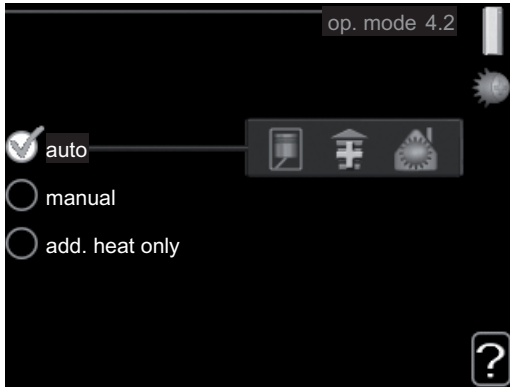 op. mode 4.2
auto
manual
add. heat only
?